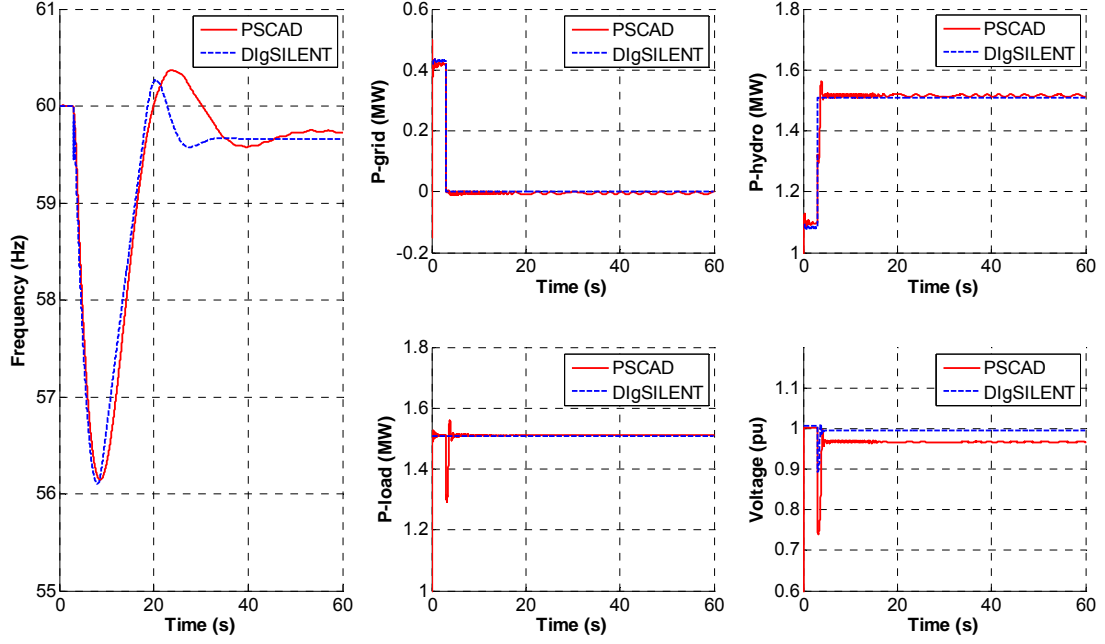 PSCAD
DIgSILENT
61
60
59
58
57
56
55
Frequency (Hz)
0 20 40 60
Time (s)
PSCAD
DIgSILENT
0.6
0.4
0.2
0
-0.2
P-grid (MW)
0 20 40 60
Time (s)
PSCAD
DIgSILENT
1.8
1.6
1.4
1.2
1
P-hydro (MW)
0 20 40 60
Time (s)
PSCAD
DIgSILENT
1.8
1.6
1.4
1.2
1
P-load (MW)
0 20 40 60
Time (s)
PSCAD
DIgSILENT
1.1
1
0.9
0.8
0.7
0.6
Voltage (pu)
0 20 40 60
Time (s)